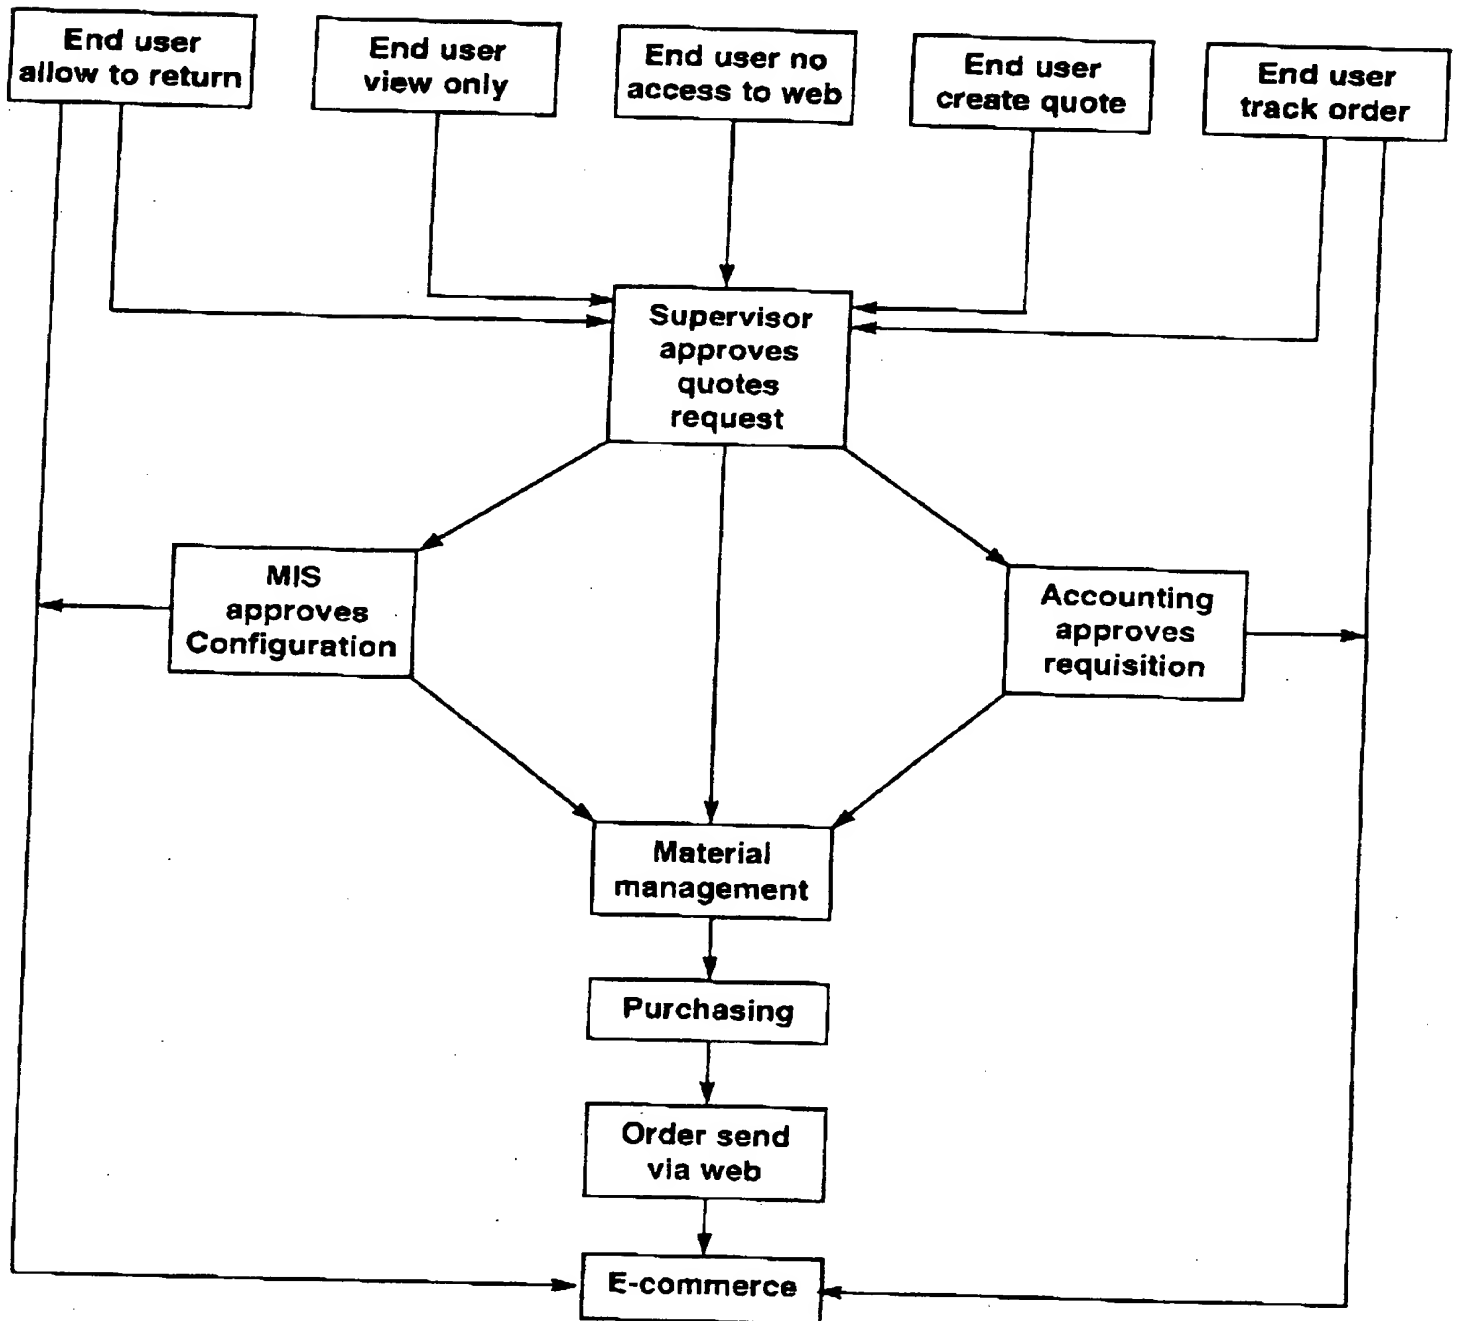 End user
allow to return
End user
view only
End user no
access to web
End user
create quote
End user
track order
Supervisor
approves
quotes
request
MIS
approves
Configuration
Accounting
approves
requisition
Material
management
Purchasing
Order send
via web
E-commerce